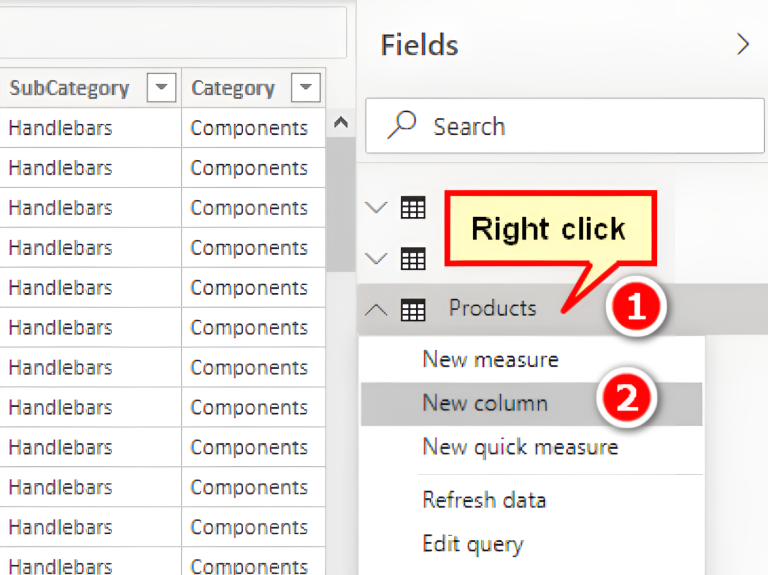 SubCategory Category
Handlebars Components
Handlebars Components
Handlebars Components
Handlebars Components
Handlebars Components
Handlebars Components
Handlebars Components
Handlebars Components
Handlebars Components
Handlebars Components
Handlebars Components
Handlebars Components
Fields
Search
Right click
Products 1
New measure
New column 2
New quick measure
Refresh data
Edit query